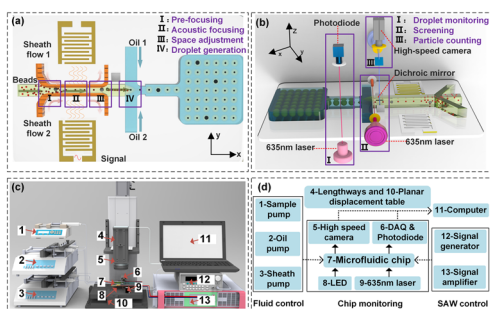 (a)
Sheath flow 1
I : Pre-focusing
II : Acoustic focusing
III : Space adjustment
IV : Droplet generation
Oil 1
Beads
I
II
III
IV
Sheath flow 2
Oil 2
Signal
y
x
(b)
Photodiode
I : Droplet monitoring
II : Screening
III : Particle counting
III
High-speed camera
Z
Y
x
Dichroic mirror
I
II
635nm laser
635nm laser
(c)
1
2
3
4
5
6
7
8
9
10
11
12
13
(d)
1-Sample pump
2-Oil pump
3-Sheath pump
Fluid control
4-Lengthways and 10-Planar displacement table
5-High speed camera
6-DAQ & Photodiode
7-Microfluidic chip
8-LED
9-635nm laser
Chip monitoring
11-Computer
12-Signal generator
13-Signal amplifier
SAW control